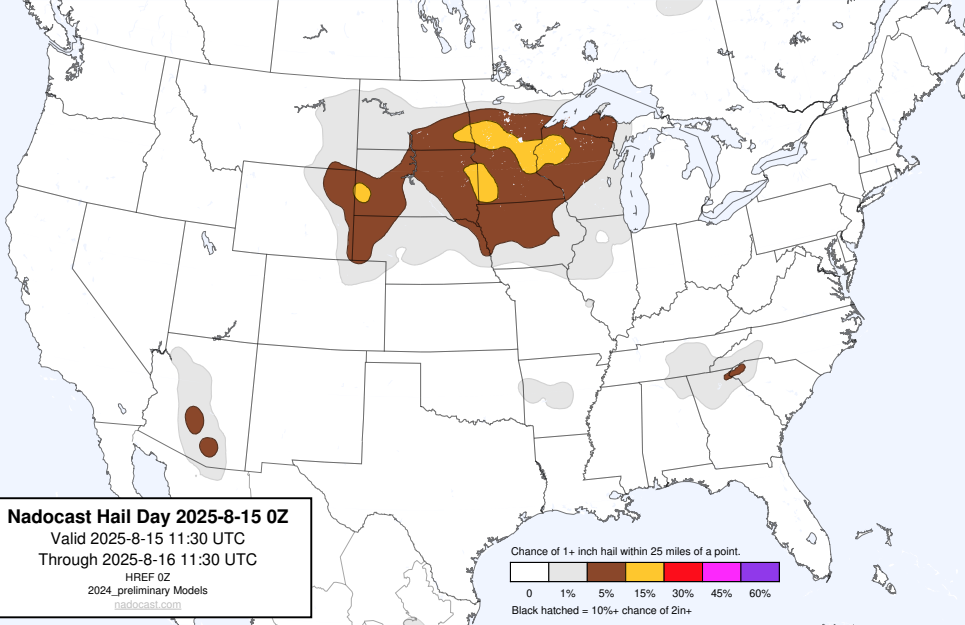 Nadocast Hail Day 2025-8-15 0Z
Valid 2025-8-15 11:30 UTC
Through 2025-8-16 11:30 UTC
HREF 0Z
2024_preliminary Models
nadocast.com
Chance of 1+ inch hail within 25 miles of a point.
0 1% 5% 15% 30% 45% 60%
Black hatched = 10%+ chance of 2in+